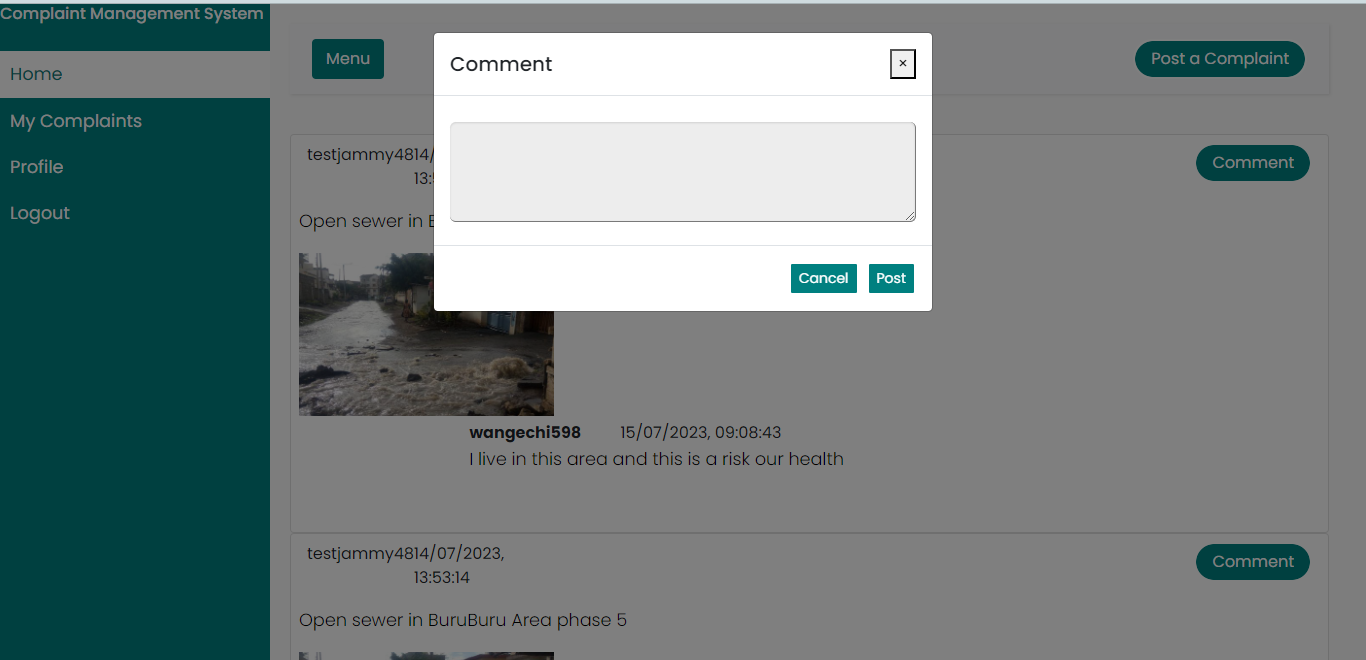 Complaint Management System
Home
My Complaints
Profile
Logout
Menu
Post a Complaint
Comment
×
Cancel
Post
testjammy4814/
13:
Comment
Open sewer in
wangechi598 15/07/2023, 09:08:43
I live in this area and this is a risk our health
testjammy4814/07/2023,
13:53:14
Comment
Open sewer in BuruBuru Area phase 5